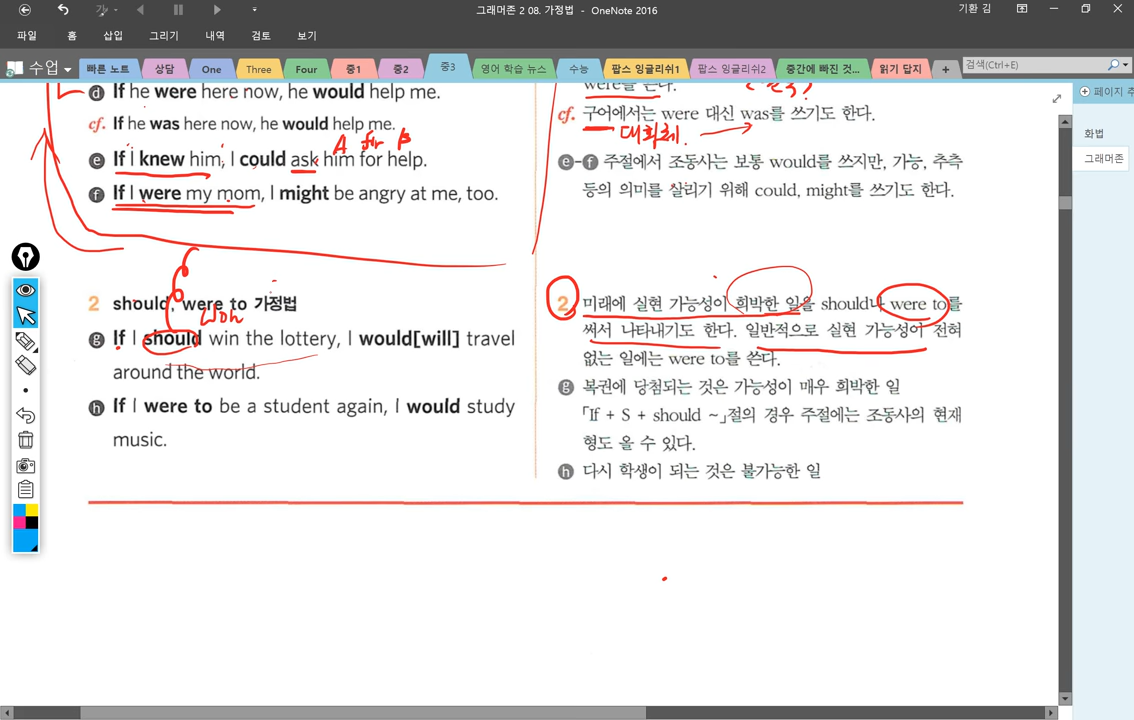 그래머존 2 08. 가정법 - OneNote 2016
기환 김
파일 홈 삽입 그리기 내역 검토 보기
수업 빠른 노트 상담 One Three Four 중1 중2 중3 영어 학습 뉴스 수능 팝스 잉글리쉬1 팝스 잉글리쉬2 중간에 빠진 것... 읽기 답지 + 검색(Ctrl+E)
페이지 추
화법
그래머존
ⓓ If he were here now, he would help me.
cf. If he was here now, he would help me.
A for B
ⓔ If I knew him, I could ask him for help.
ⓕ If I were my mom, I might be angry at me, too.
2 should, were to 가정법
won
ⓖ If I should win the lottery, I would[will] travel
around the world.
ⓗ If I were to be a student again, I would study
music.
were를 쓴다.
cf. 구어에서는 were 대신 was를 쓰기도 한다.
대화체
ⓔ-ⓕ 주절에서 조동사는 보통 would를 쓰지만, 가능, 추측
등의 의미를 살리기 위해 could, might를 쓰기도 한다.
2 미래에 실현 가능성이 희박한 일을 should나 were to를
써서 나타내기도 한다. 일반적으로 실현 가능성이 전혀
없는 일에는 were to를 쓴다.
ⓖ 복권에 당첨되는 것은 가능성이 매우 희박한 일
「If + S + should ~」절의 경우 주절에는 조동사의 현재
형도 올 수 있다.
ⓗ 다시 학생이 되는 것은 불가능한 일